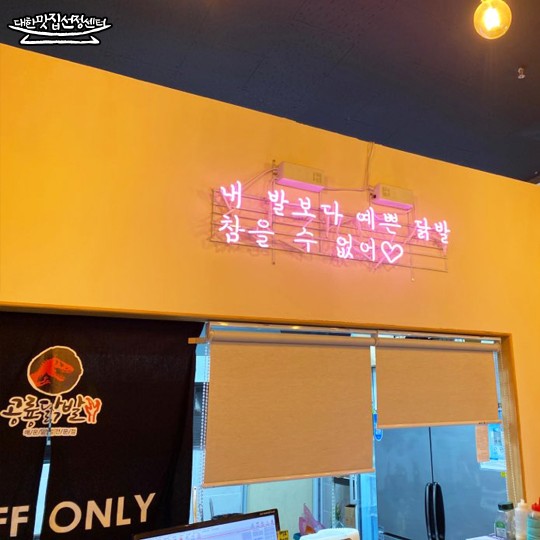 대한맛집선정센터
내 발보다 예쁜 닭발
참을 수 없어♡
공룡닭발
FF ONLY